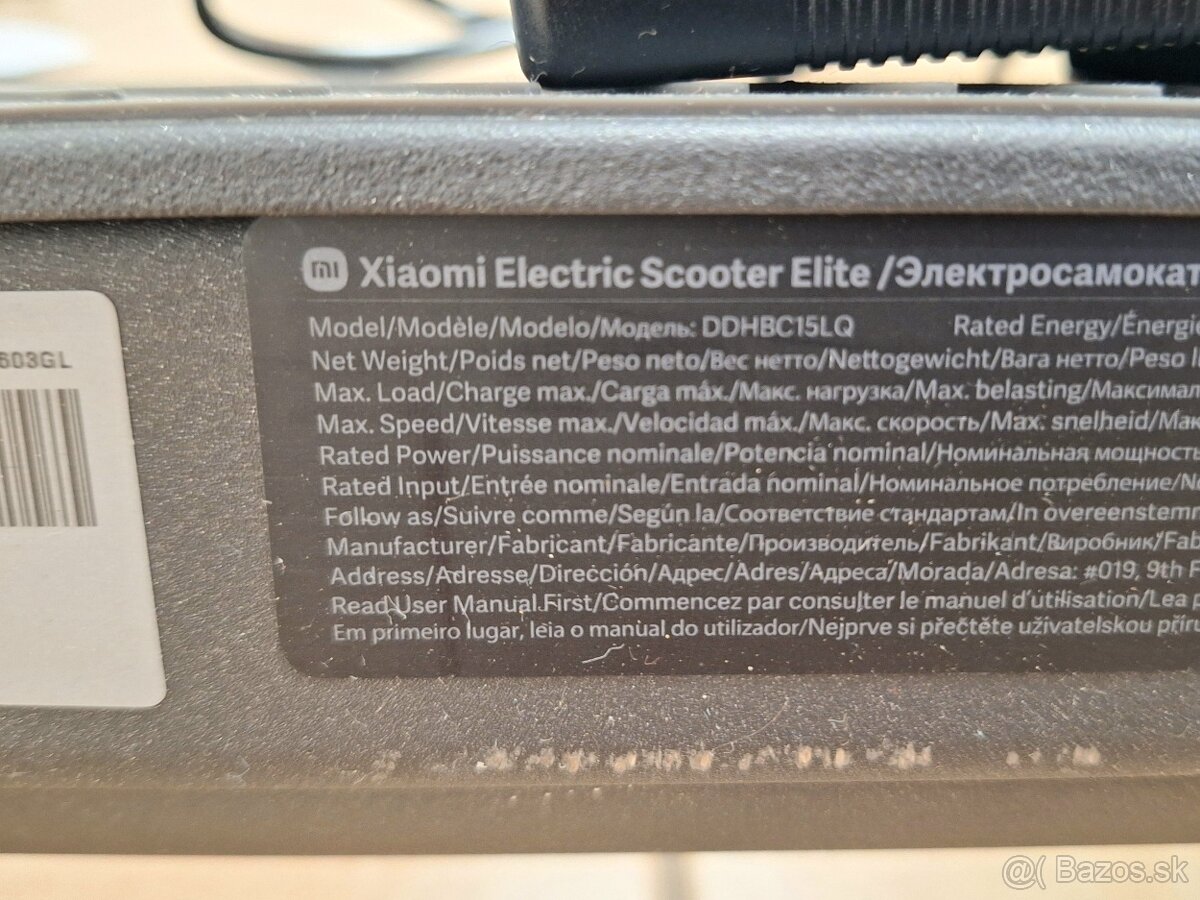 603GL
mi Xiaomi Electric Scooter Elite /Электросамокат
Model/Modèle/Modelo/Модель: DDHBC15LQ Rated Energy/Énergi
Net Weight/Poids net/Peso neto/Вес нетто/Nettogewicht/Вага нетто/Peso l
Max. Load/Charge max./Carga máx./Макс. нагрузка/Max. belasting/Максимал
Max. Speed/Vitesse max./Velocidad máx./Макс. скорость/Max. snelheid/Мак
Rated Power/Puissance nominale/Potencia nominal/Номинальная мощность
Rated Input/Entrée nominale/Entrada nominal/Номинальное потребление/No
Follow as/Suivre comme/Según la/Соответствие стандартам/In overeenstemm
Manufacturer/Fabricant/Fabricante/Производитель/Fabrikant/Виробник/Fab
Address/Adresse/Dirección/Адрес/Adres/Адреса/Morada/Adresa: #019, 9th F
Read User Manual First/Commencez par consulter le manuel d'utilisation/Lea p
Em primeiro lugar, leia o manual do utilizador/Nejprve si přečtěte uživatelskou příru
@( Bazos.sk